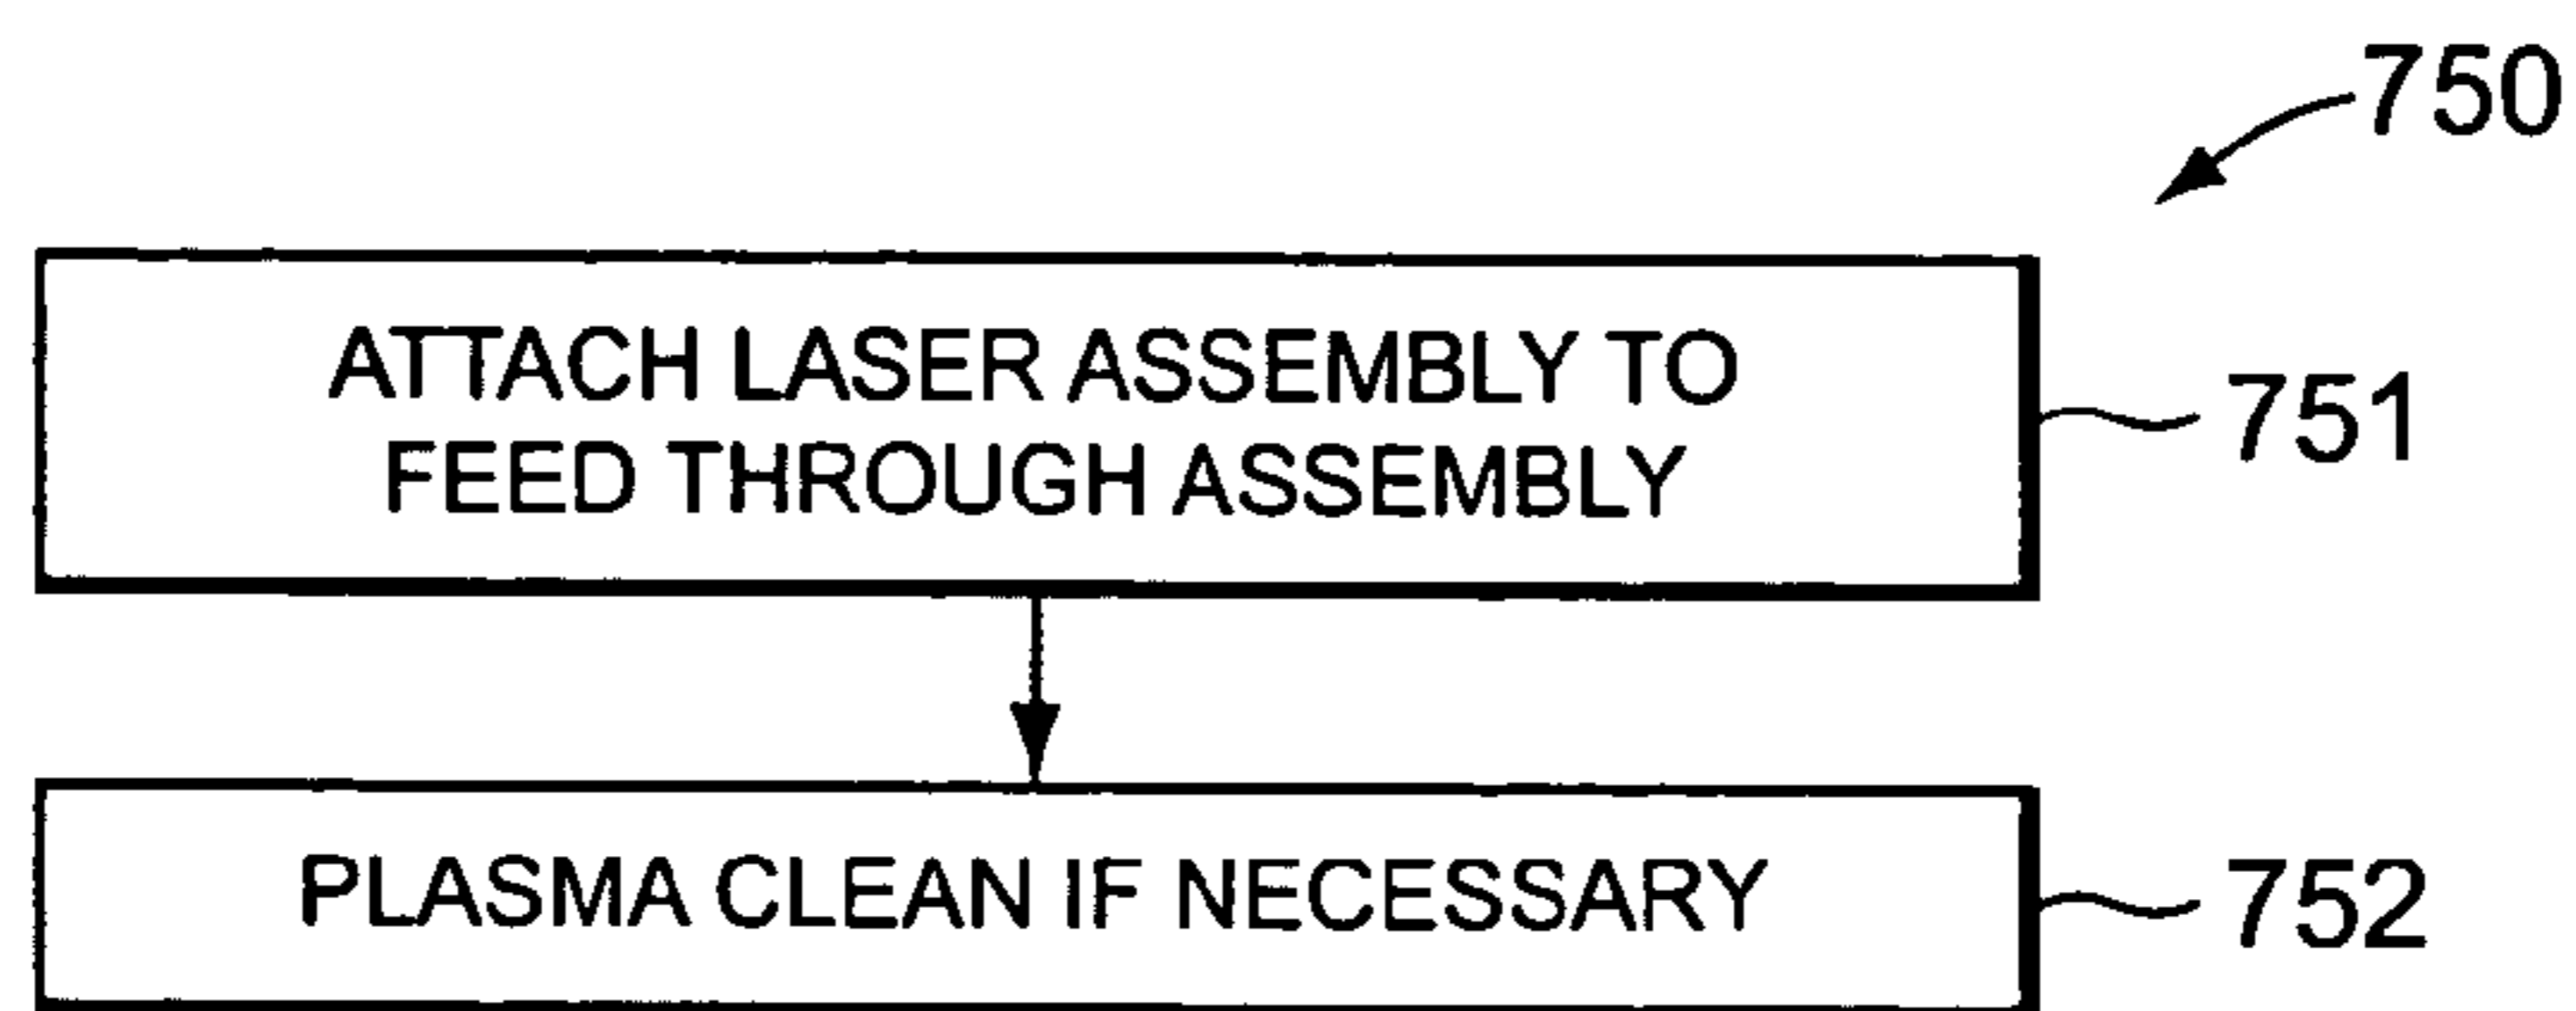 750
ATTACH LASER ASSEMBLY TO
FEED THROUGH ASSEMBLY
751
PLASMA CLEAN IF NECESSARY
752